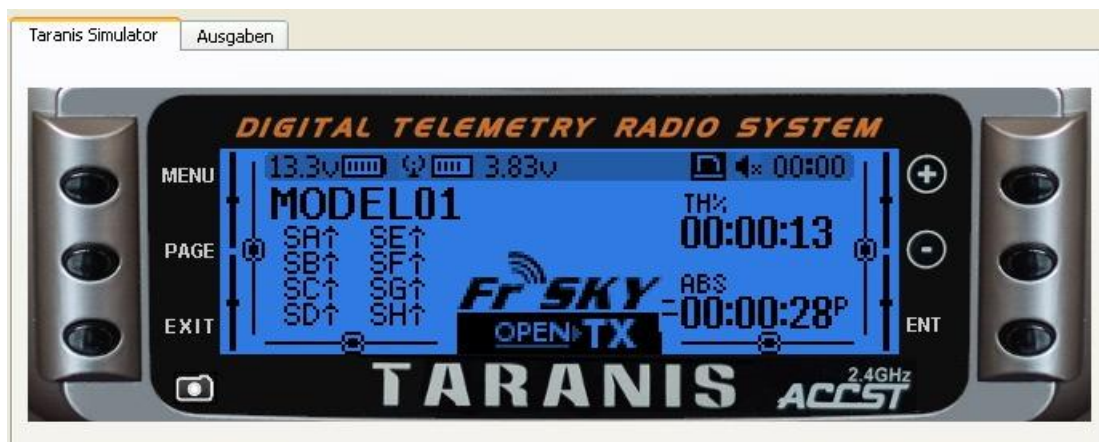 Taranis Simulator Ausgaben
DIGITAL TELEMETRY RADIO SYSTEM
MENU
PAGE
EXIT
13.3v 3.83v 00:00
MODEL01
SA↑ SE↑
SB↑ SF↑
SC↑ SG↑
SD↑ SH↑
TH%
00:00:13
ABS
-00:00:28P
FrSKY
OPEN TX
+
-
ENT
TARANIS
ACCST 2.4GHz